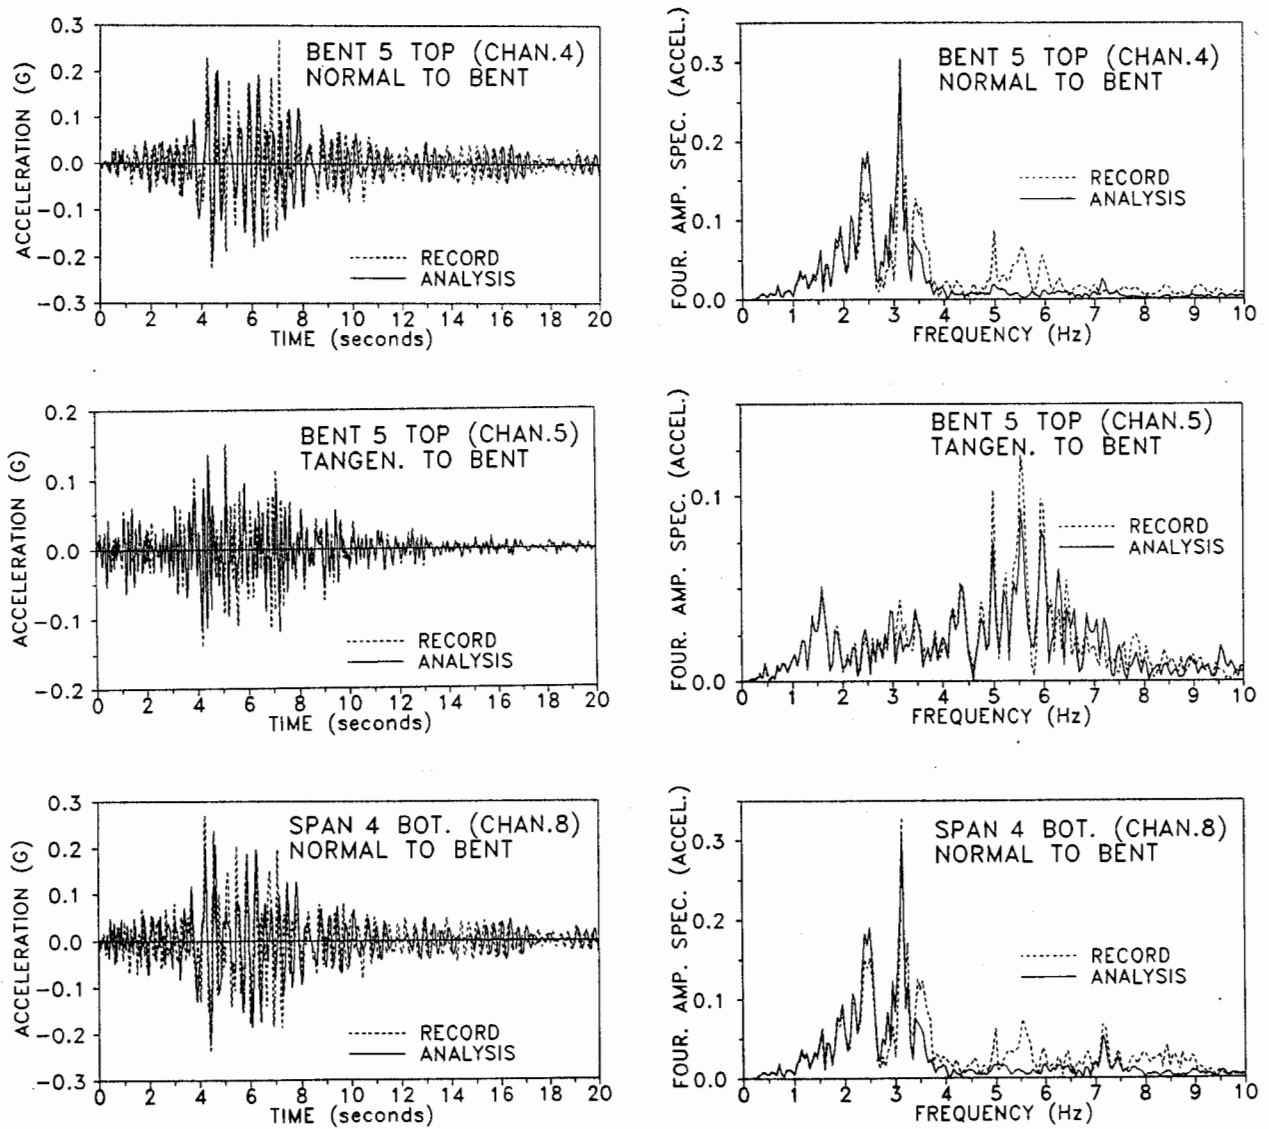 BENT 5 TOP (CHAN.4)
NORMAL TO BENT
ACCELERATION (G)
0.3
0.2
0.1
0.0
−0.1
−0.2
−0.3
RECORD
ANALYSIS
0 2 4 6 8 10 12 14 16 18 20
TIME (seconds)
BENT 5 TOP (CHAN.4)
NORMAL TO BENT
FOUR. AMP. SPEC. (ACCEL.)
0.3
0.2
0.1
0.0
RECORD
ANALYSIS
0 1 2 3 4 5 6 7 8 9 10
FREQUENCY (Hz)
BENT 5 TOP (CHAN.5)
TANGEN. TO BENT
ACCELERATION (G)
0.2
0.1
0.0
−0.1
−0.2
RECORD
ANALYSIS
0 2 4 6 8 10 12 14 16 18 20
TIME (seconds)
BENT 5 TOP (CHAN.5)
TANGEN. TO BENT
FOUR. AMP. SPEC. (ACCEL.)
0.1
0.0
RECORD
ANALYSIS
0 1 2 3 4 5 6 7 8 9 10
FREQUENCY (Hz)
SPAN 4 BOT. (CHAN.8)
NORMAL TO BENT
ACCELERATION (G)
0.3
0.2
0.1
0.0
−0.1
−0.2
−0.3
RECORD
ANALYSIS
0 2 4 6 8 10 12 14 16 18 20
TIME (seconds)
SPAN 4 BOT. (CHAN.8)
NORMAL TO BENT
FOUR. AMP. SPEC. (ACCEL.)
0.3
0.2
0.1
0.0
RECORD
ANALYSIS
0 1 2 3 4 5 6 7 8 9 10
FREQUENCY (Hz)